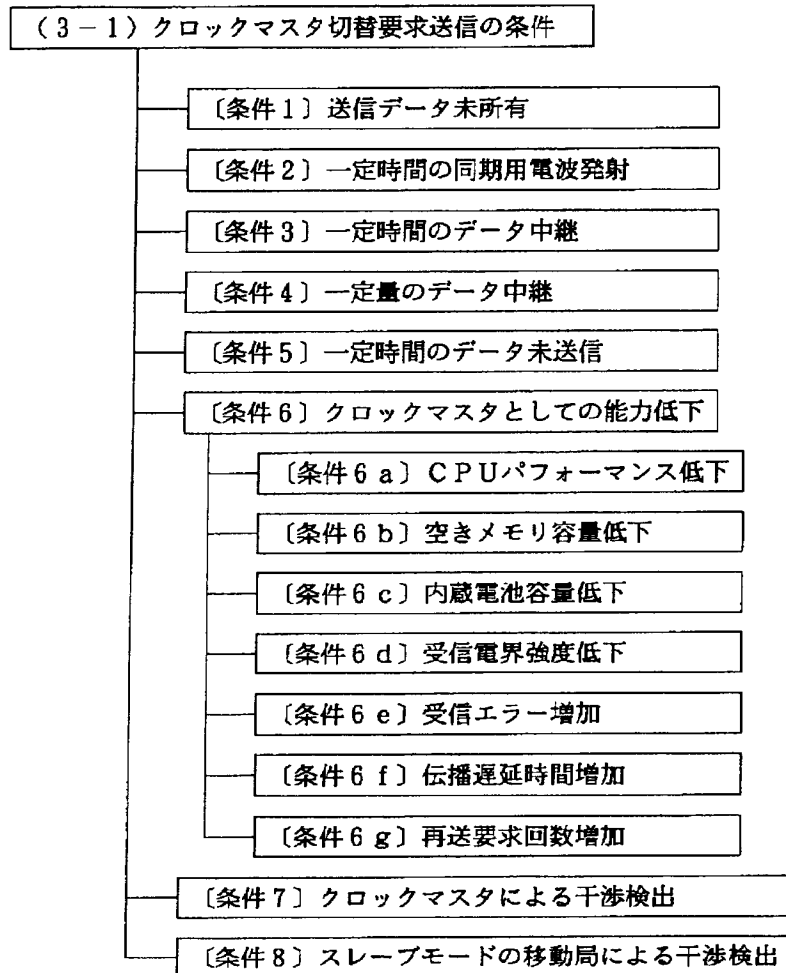 （３－１）クロックマスタ切替要求送信の条件
〔条件１〕送信データ未所有
〔条件２〕一定時間の同期用電波発射
〔条件３〕一定時間のデータ中継
〔条件４〕一定量のデータ中継
〔条件５〕一定時間のデータ未送信
〔条件６〕クロックマスタとしての能力低下
〔条件６ａ〕ＣＰＵパフォーマンス低下
〔条件６ｂ〕空きメモリ容量低下
〔条件６ｃ〕内蔵電池容量低下
〔条件６ｄ〕受信電界強度低下
〔条件６ｅ〕受信エラー増加
〔条件６ｆ〕伝播遅延時間増加
〔条件６ｇ〕再送要求回数増加
〔条件７〕クロックマスタによる干渉検出
〔条件８〕スレーブモードの移動局による干渉検出